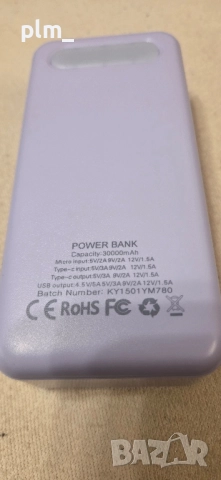 plm_
POWER BANK
Capacity:30000mAh
Micro input:5V/2A 9V/2A 12V/1.5A
Type-c input:5V/3A 9V/2A 12V/1.5A
Type-c output:5V/3A 9V/2A 12V/1.5A
USB output:4.5V/5A 5V/3A 9V/2A 12V/1.5A
Batch Number: KY1501YM780
CE RoHS FC
BAZAR.bg